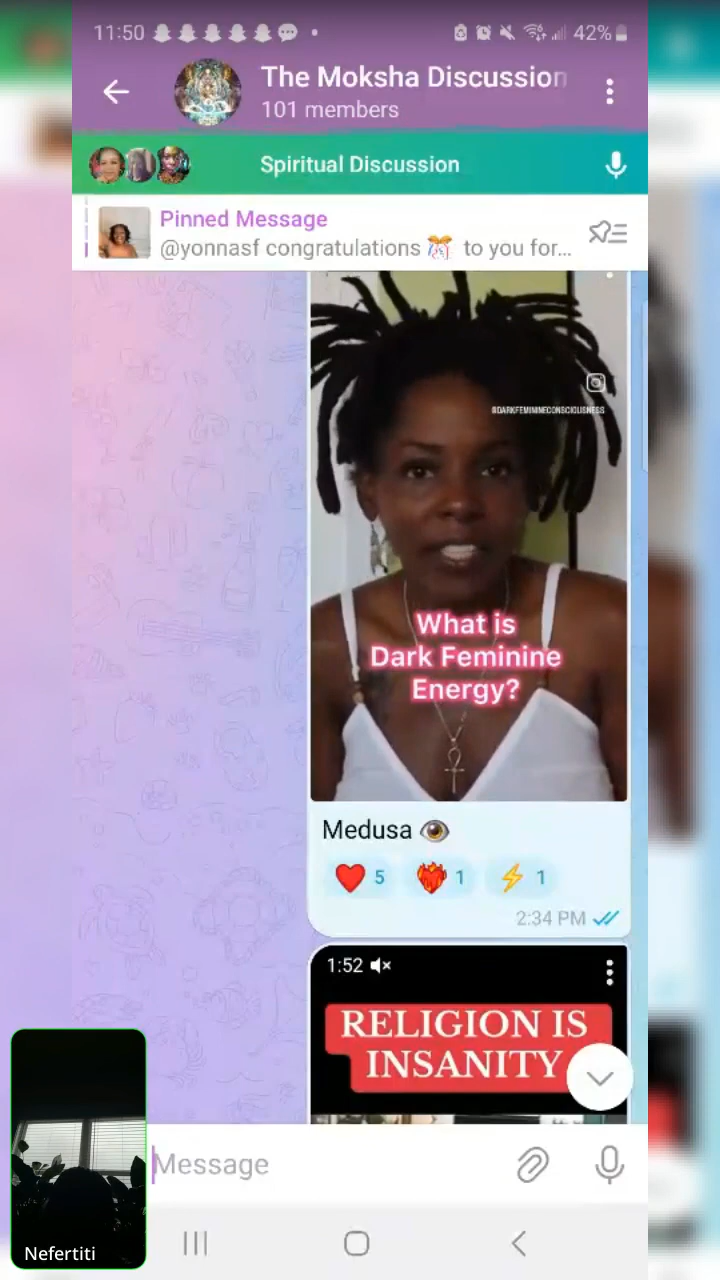 11:50
42%
The Moksha Discussion
101 members
Spiritual Discussion
Pinned Message
@yonnasf congratulations 🎊 to you for...
@DARKFEMININECONSCIOUSNESS
What is
Dark Feminine
Energy?
Medusa 👁️
❤️ 5 ❤️‍🔥 1 ⚡ 1
2:34 PM
1:52
RELIGION IS
INSANITY
Message
Nefertiti